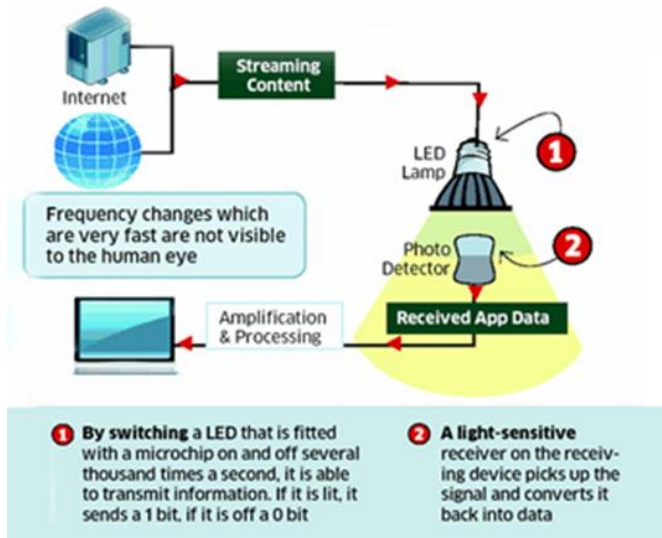 Streaming
Content
Internet
LED
Lamp
1
Frequency changes which
are very fast are not visible
to the human eye
Photo
Detector
2
Received App Data
Amplification
& Processing
1 By switching a LED that is fitted
with a microchip on and off several
thousand times a second, it is able
to transmit information. If it is lit, it
sends a 1 bit, if it is off a 0 bit
2 A light-sensitive
receiver on the receiv-
ing device picks up the
signal and converts it
back into data